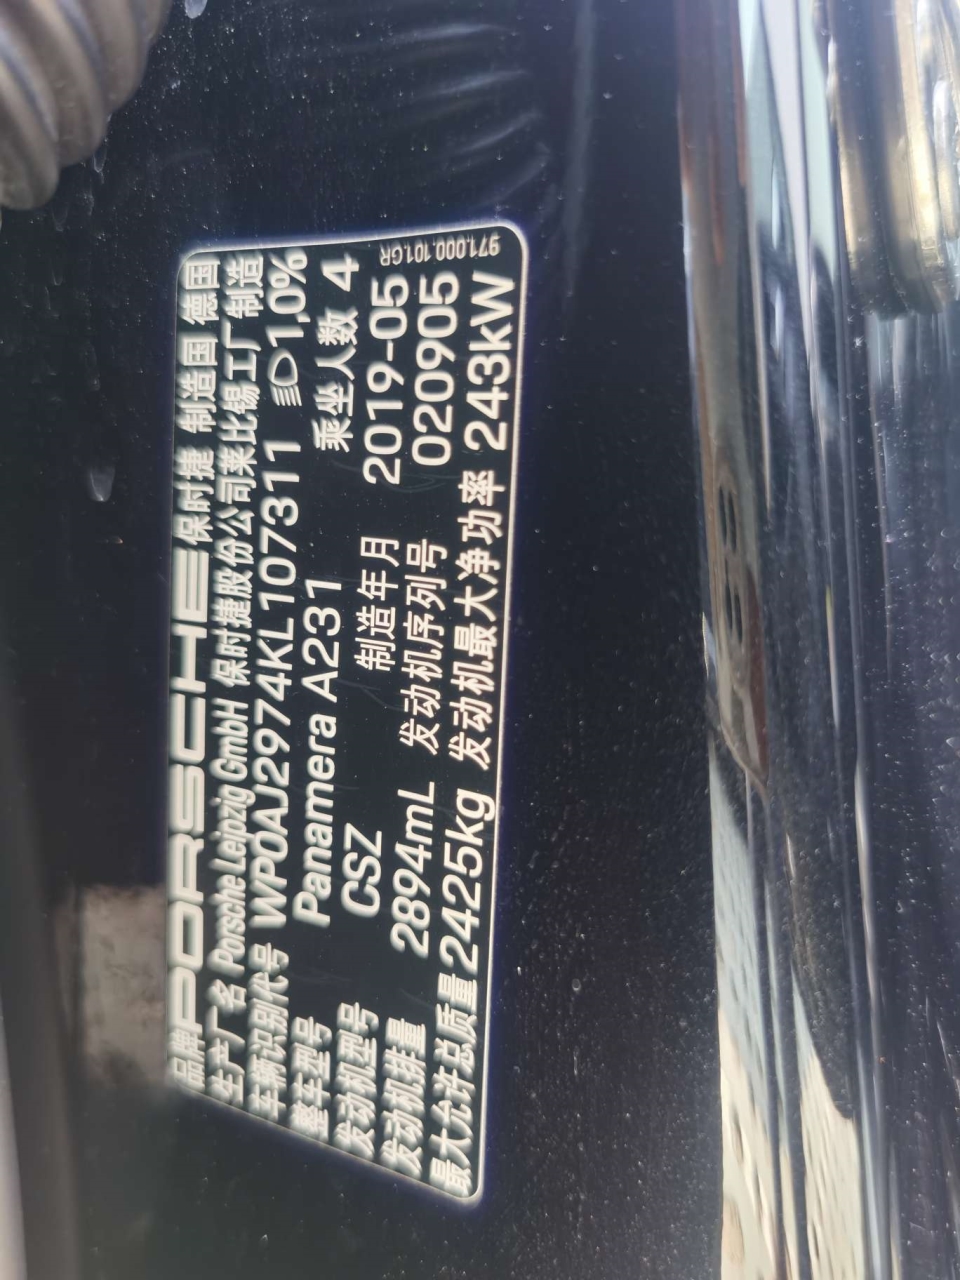 品牌 PORSCHE 保时捷 制造国 德国
生产厂名 Porsche Leipzig GmbH 保时捷股份公司莱比锡工厂制造
车辆识别代号 WP0AJ2974KL107311 1,0%
整车型号 Panamera A231 乘坐人数 4
发动机型号 CSZ 制造年月 2019-05
发动机排量 2894mL 发动机序列号 020905
最大允许总质量 2425kg 发动机最大净功率 243kW
971.000.101.GR